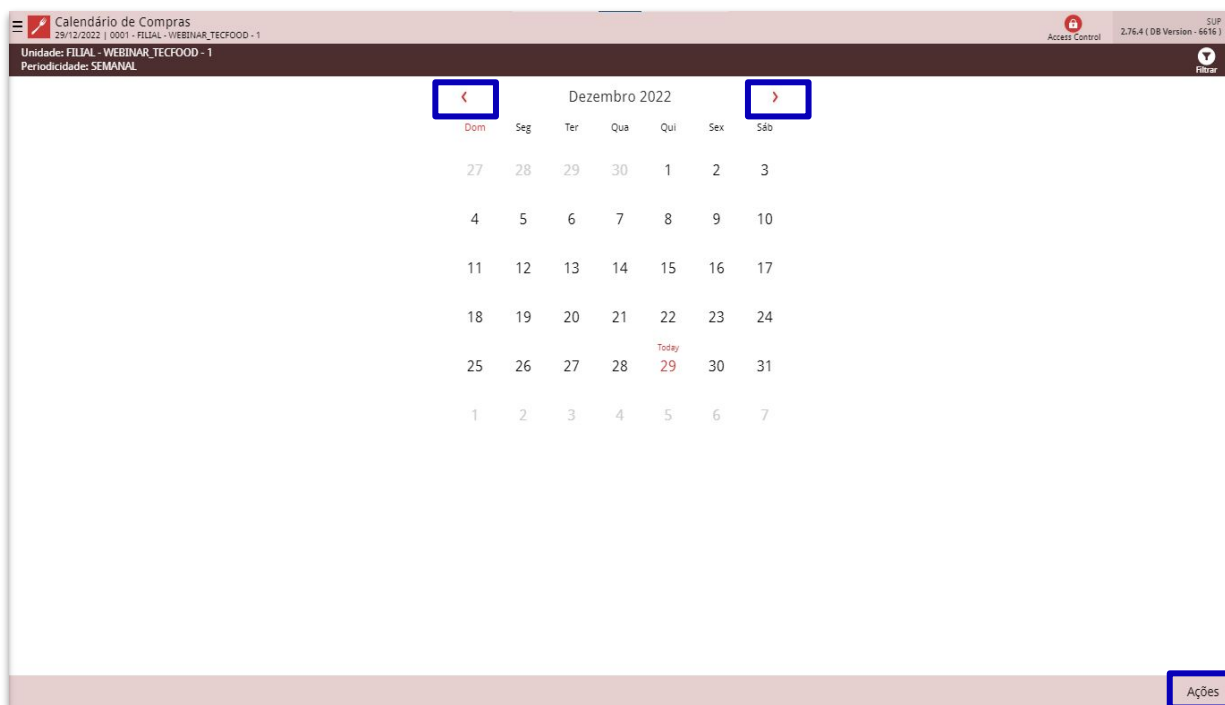 Calendário de Compras
29/12/2022 | 0001 - FILIAL - WEBINAR_TECFOOD - 1
Access Control
SUP
2.76.4 ( DB Version - 6616 )
Unidade: FILIAL - WEBINAR_TECFOOD - 1
Periodicidade: SEMANAL
Filtrar
Dezembro 2022
Dom Seg Ter Qua Qui Sex Sáb
27 28 29 30 1 2 3
4 5 6 7 8 9 10
11 12 13 14 15 16 17
18 19 20 21 22 23 24
Today
25 26 27 28 29 30 31
1 2 3 4 5 6 7
Ações